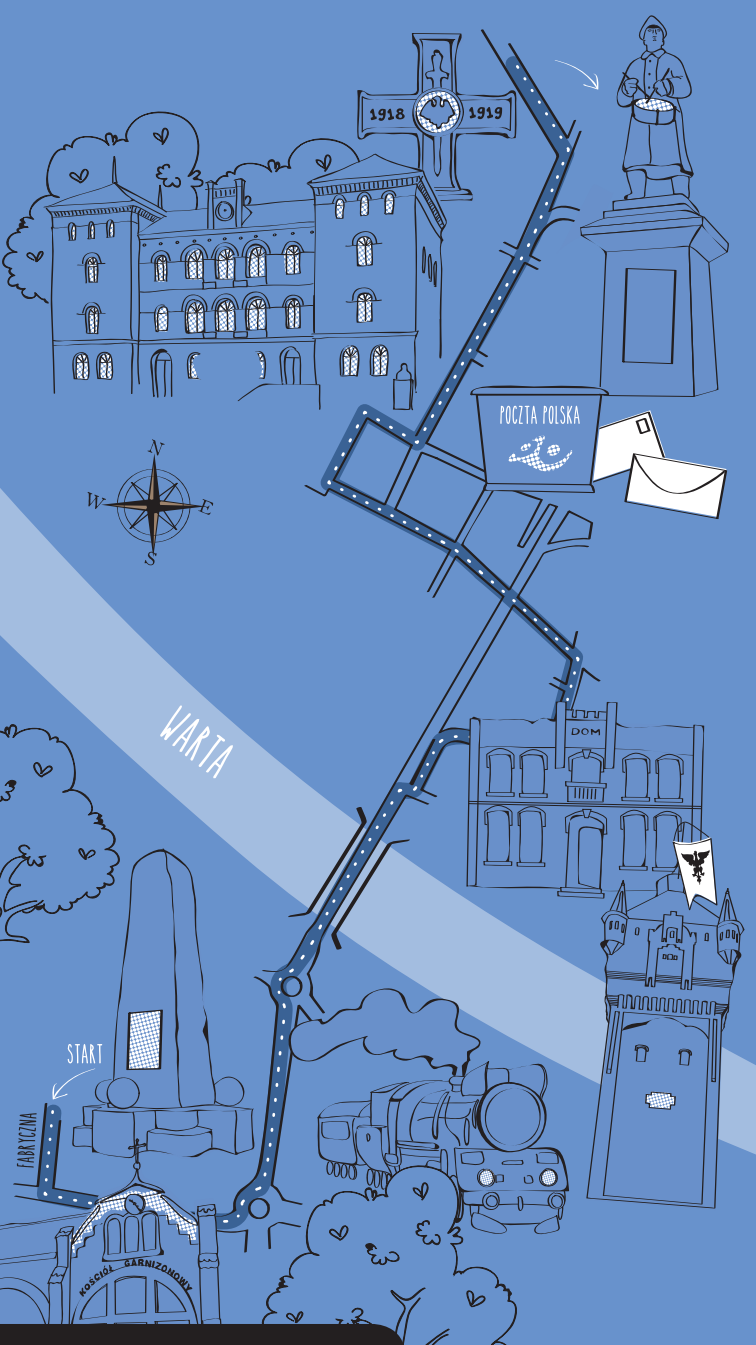 1918 1919
POCZTA POLSKA
N
W E
S
WARTA
DOM
START
FABRYCZNA
KOŚCIÓŁ GARNIZONOWY